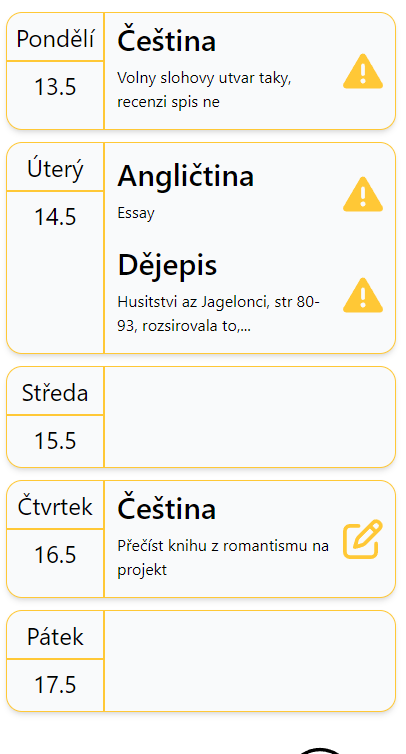 Pondělí
13.5
Čeština
Volny slohovy utvar taky,
recenzi spis ne
Úterý
14.5
Angličtina
Essay
Dějepis
Husitstvi az Jagelonci, str 80-
93, rozsirovala to,...
Středa
15.5
Čtvrtek
16.5
Čeština
Přečíst knihu z romantismu na
projekt
Pátek
17.5